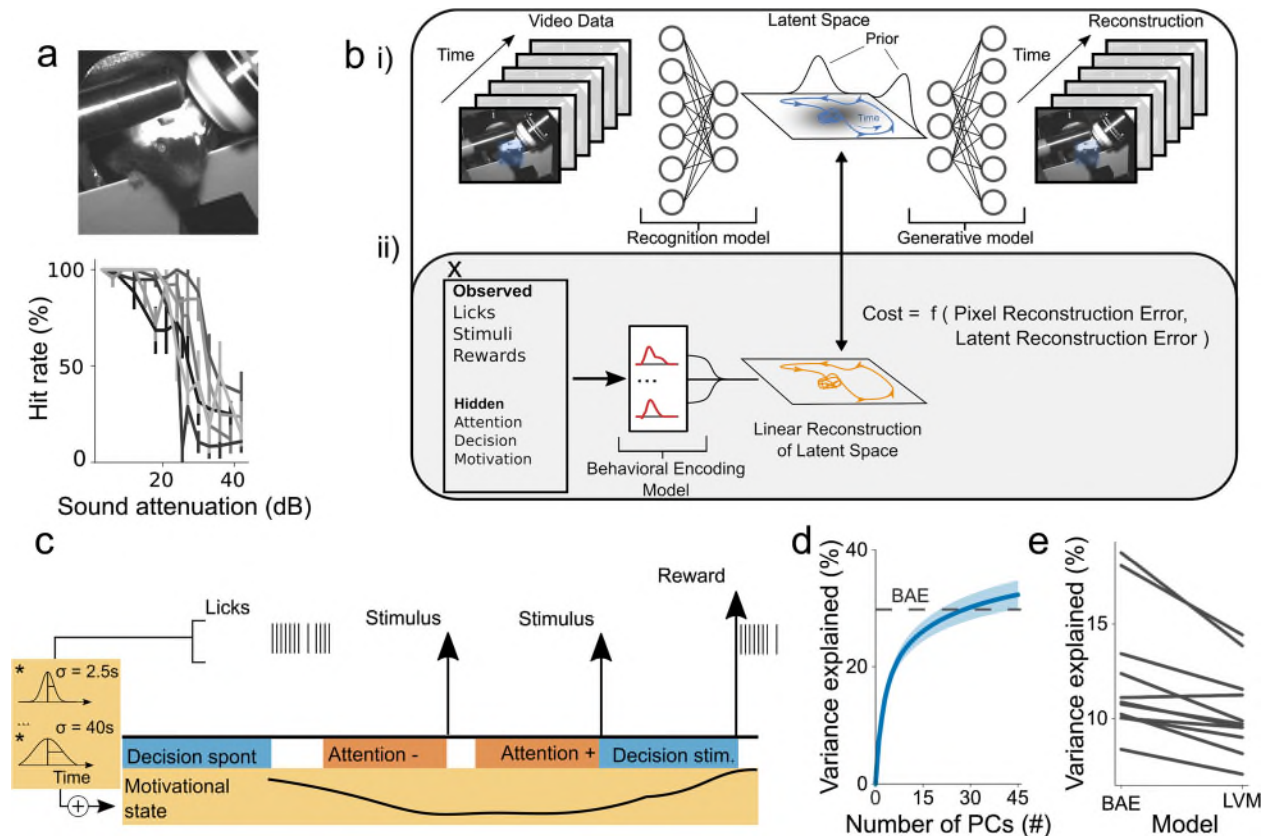 a
100
50
0
Hit rate (%)
20
40
Sound attenuation (dB)
b i)
Video Data
Time
Latent Space
Prior
Time
Reconstruction
Time
Recognition model
Generative model
ii)
X
Observed
Licks
Stimuli
Rewards
Hidden
Attention
Decision
Motivation
...
Behavioral Encoding
Model
Linear Reconstruction
of Latent Space
Cost = f ( Pixel Reconstruction Error,
Latent Reconstruction Error )
c
Licks
Stimulus
Stimulus
Reward
* σ = 2.5s
...
* σ = 40s
Time
+
Decision spont
Attention -
Attention +
Decision stim.
Motivational
state
d
Variance explained (%)
40
20
0
BAE
0
15
30
45
Number of PCs (#)
e
Variance explained (%)
15
10
BAE
LVM
Model